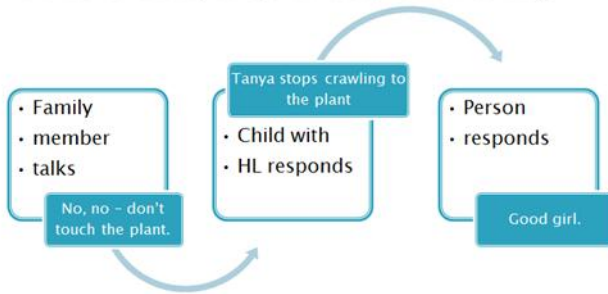 • Family
• member
• talks
No, no – don't
touch the plant.
Tanya stops crawling to
the plant
• Child with
• HL responds
• Person
• responds
Good girl.